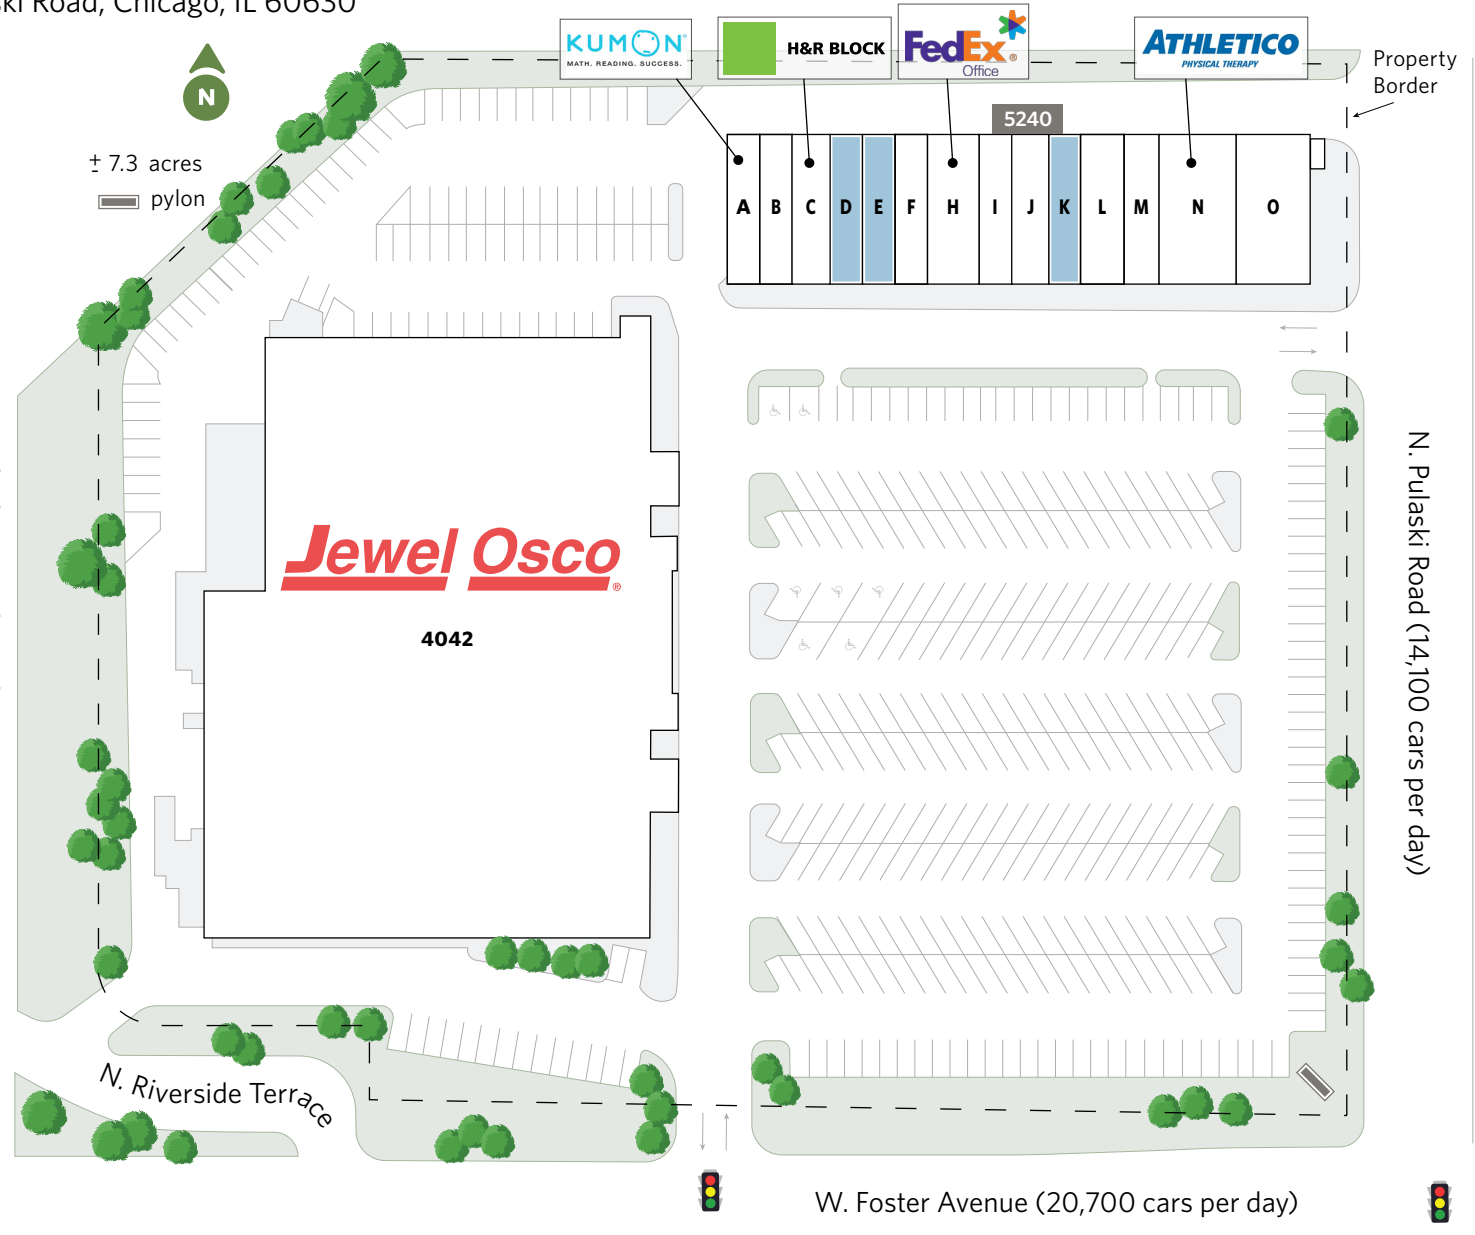 ski Road, Chicago, IL 60630
KUMON
MATH. READING. SUCCESS.
H&R BLOCK
FedEx®
Office
ATHLETICO
PHYSICAL THERAPY
Property
Border
N
± 7.3 acres
pylon
5240
A B C D E F H I J K L M N O
Jewel Osco®
4042
N. Pulaski Road (14,100 cars per day)
N. Riverside Terrace
W. Foster Avenue (20,700 cars per day)